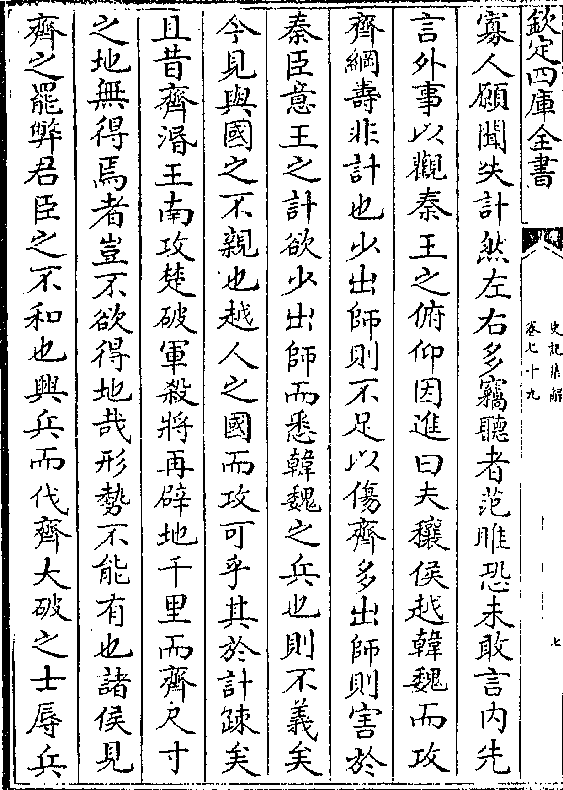 欽定四庫全書
史記集解
卷七十九
七
寡人願聞失計然左右多竊聽者范雎恐未敢言内先
言外事以觀秦王之俯仰因進曰夫穰侯越韓魏而攻
齊綱壽非計也少出師則不足以傷齊多出師則害於
秦臣意王之計欲少出師而悉韓魏之兵也則不義矣
今見與國之不親也越人之國而攻可乎其於計疎矣
且昔齊湣王南攻楚破軍殺將再辟地千里而齊尺寸
之地無得焉者豈不欲得地哉形勢不能有也諸侯見
齊之罷弊君臣之不和也興兵而伐齊大破之士辱兵